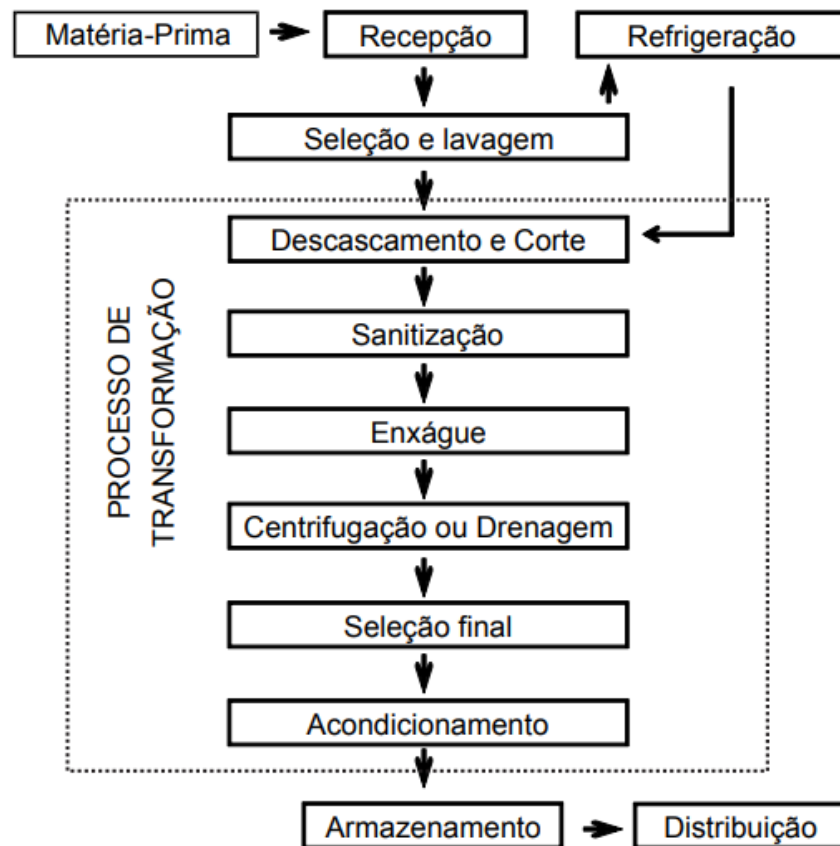 Matéria-Prima
Recepção
Refrigeração
Seleção e lavagem
Descascamento e Corte
PROCESSO DE
TRANSFORMAÇÃO
Sanitização
Enxágue
Centrifugação ou Drenagem
Seleção final
Acondicionamento
Armazenamento
Distribuição